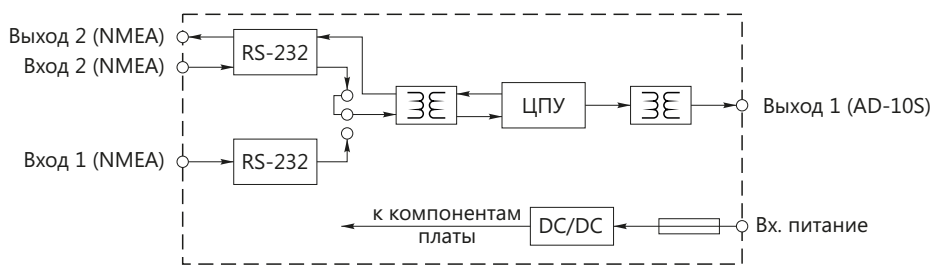 Выход 2 (NMEA)
RS-232
Вход 2 (NMEA)
ЦПУ
Выход 1 (AD-10S)
Вход 1 (NMEA)
RS-232
к компонентам
платы
DC/DC
Вх. питание